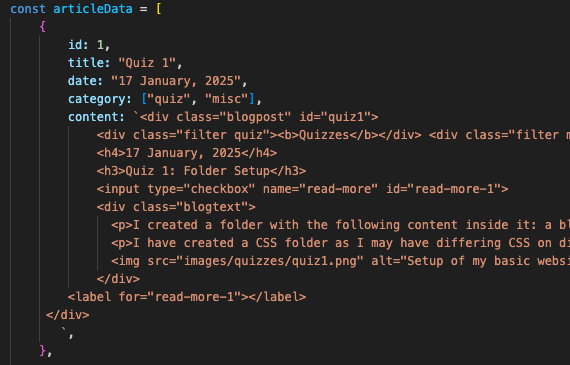 const articleData = [
{
id: 1,
title: "Quiz 1",
date: "17 January, 2025",
category: ["quiz", "misc"],
content: `<div class="blogpost" id="quiz1">
<div class="filter quiz"><b>Quizzes</b></div> <div class="filter
<h4>17 January, 2025</h4>
<h3>Quiz 1: Folder Setup</h3>
<input type="checkbox" name="read-more" id="read-more-1">
<div class="blogtext">
<p>I created a folder with the following content inside it: a
<p>I have created a CSS folder as I may have differing CSS on
<img src="images/quizzes/quiz1.png" alt="Setup of my basic
</div>
<label for="read-more-1"></label>
</div>
`,
},